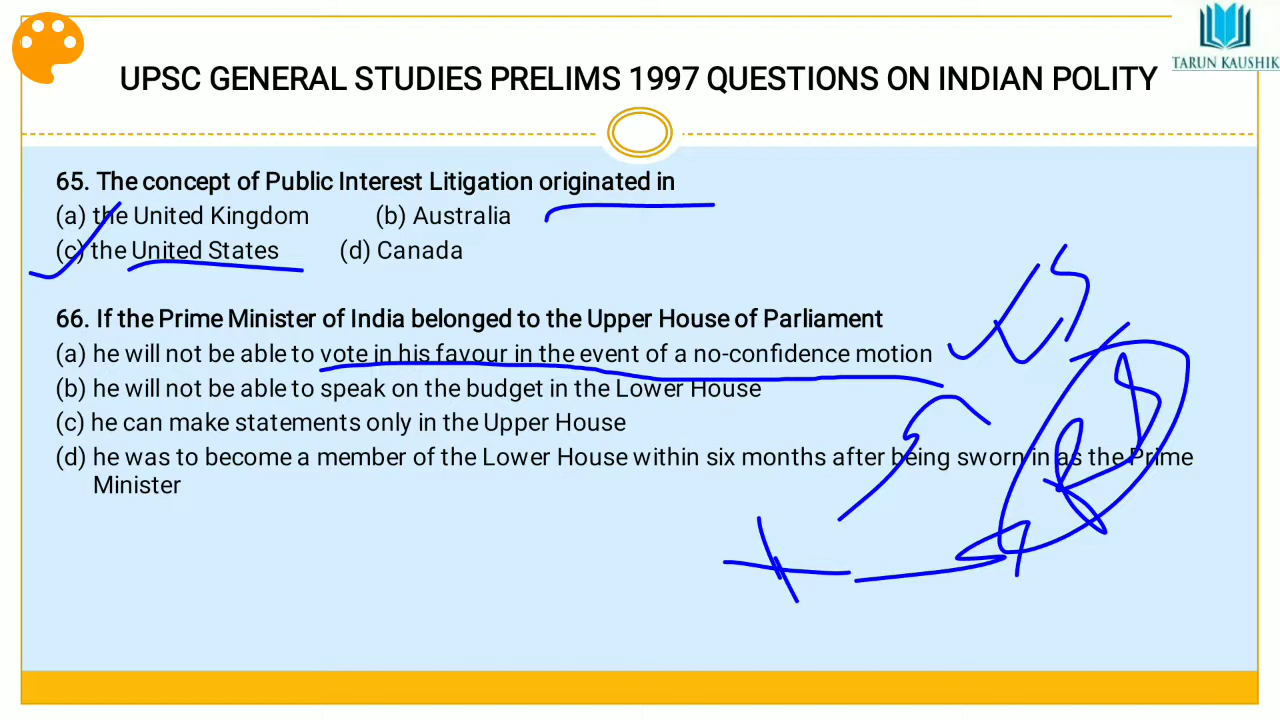 TARUN KAUSHIK
UPSC GENERAL STUDIES PRELIMS 1997 QUESTIONS ON INDIAN POLITY
65. The concept of Public Interest Litigation originated in
(a) the United Kingdom (b) Australia
(c) the United States (d) Canada
66. If the Prime Minister of India belonged to the Upper House of Parliament
(a) he will not be able to vote in his favour in the event of a no-confidence motion
(b) he will not be able to speak on the budget in the Lower House
(c) he can make statements only in the Upper House
(d) he was to become a member of the Lower House within six months after being sworn in as the Prime
Minister